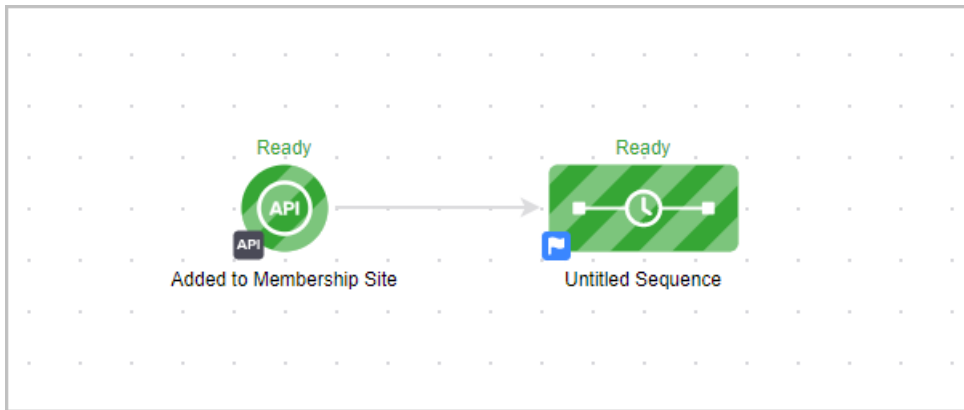 Ready
Ready
API
API
Added to Membership Site
Untitled Sequence